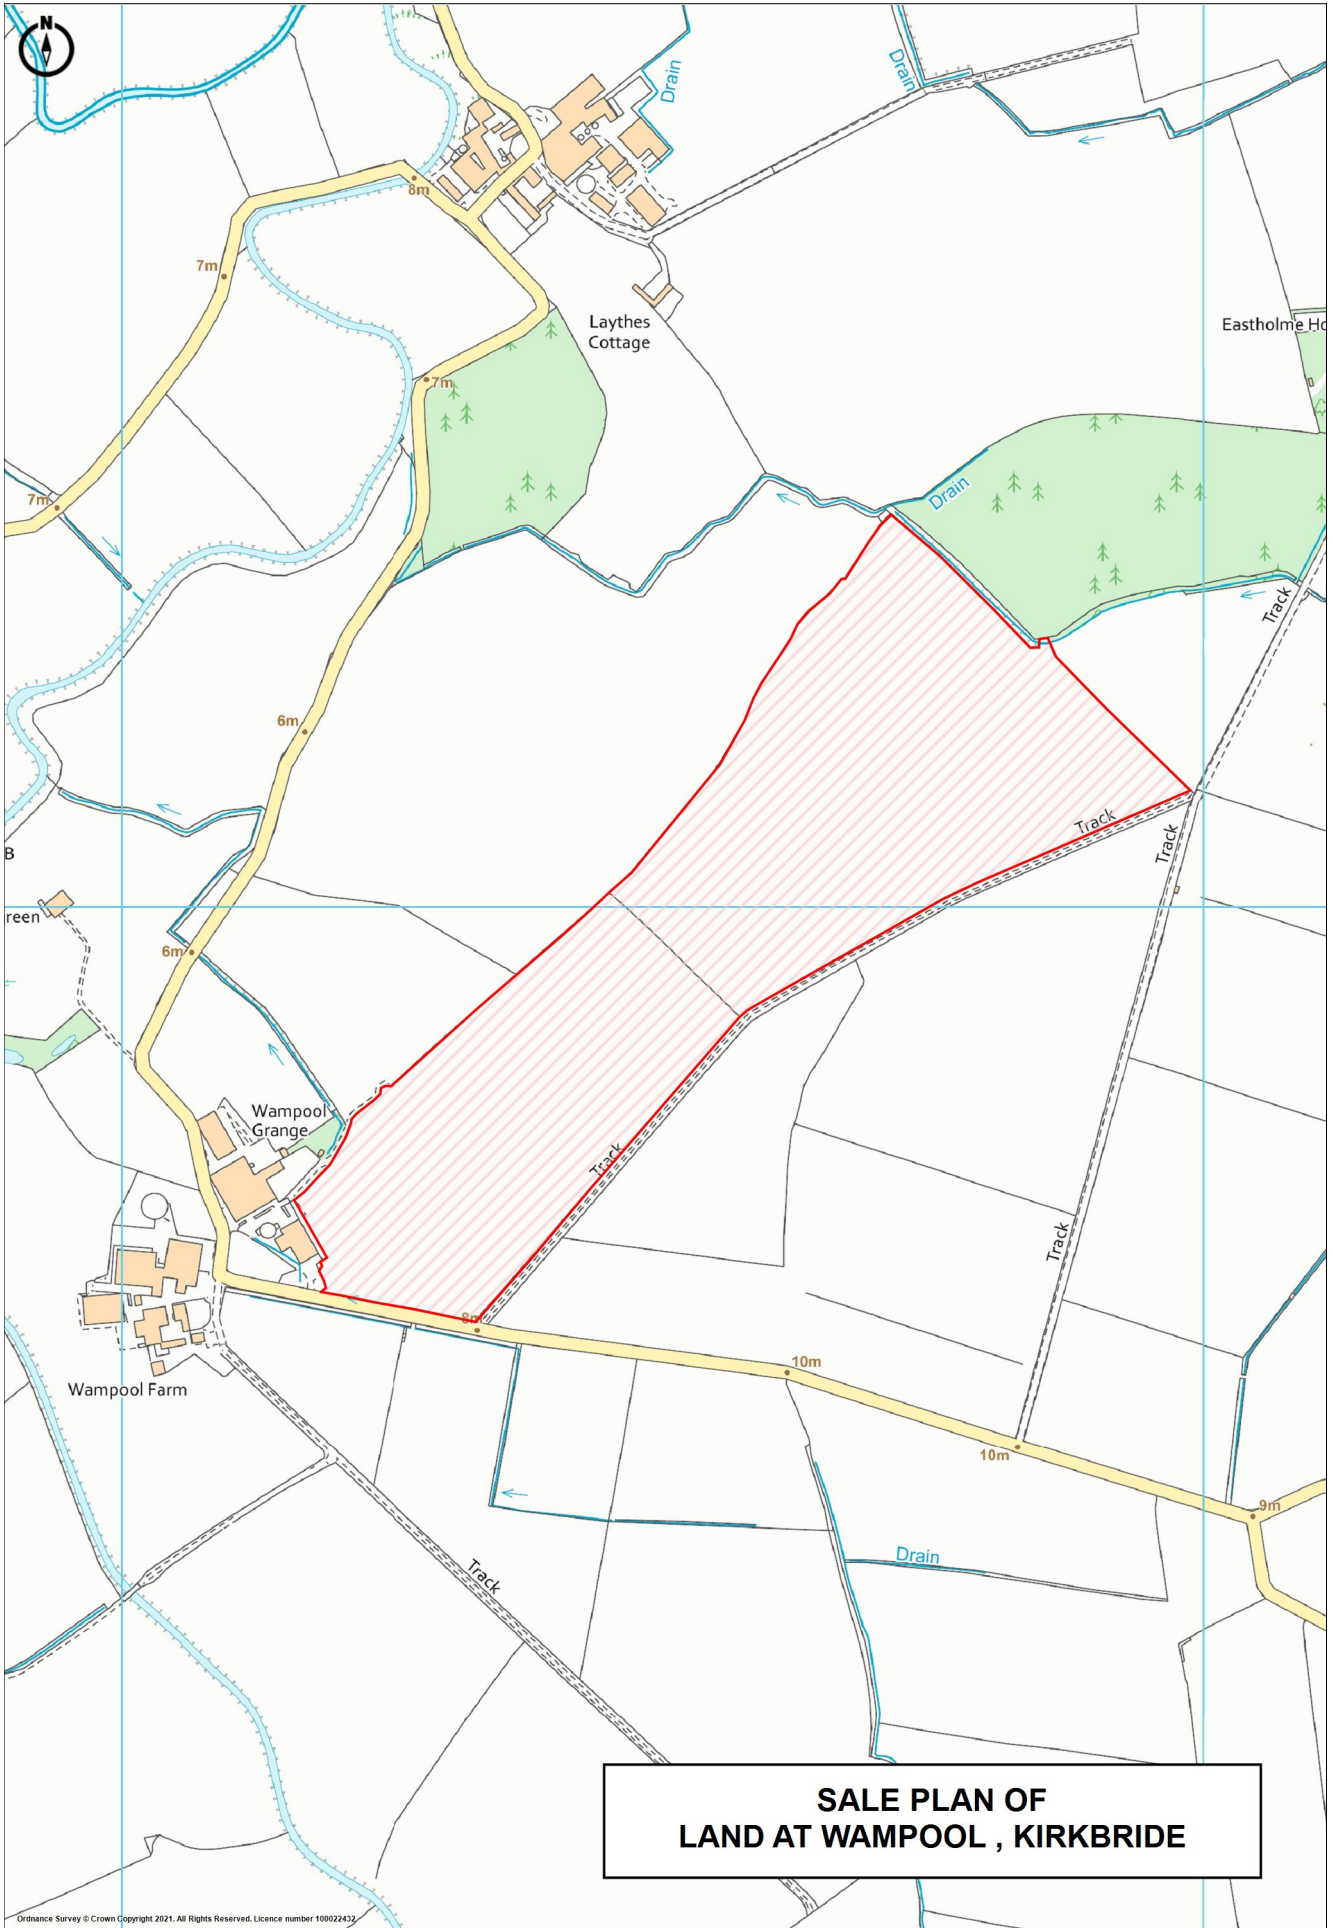 N
Drain
Drain
8m
7m
Laythes
Cottage
Eastholme Ho
7m
7m
Drain
Track
6m
Track
Track
B
reen
6m
Wampool
Grange
Track
Track
8m
10m
Wampool Farm
10m
9m
Drain
Track
SALE PLAN OF
LAND AT WAMPOOL , KIRKBRIDE
Ordnance Survey © Crown Copyright 2021. All Rights Reserved. Licence number 100022432